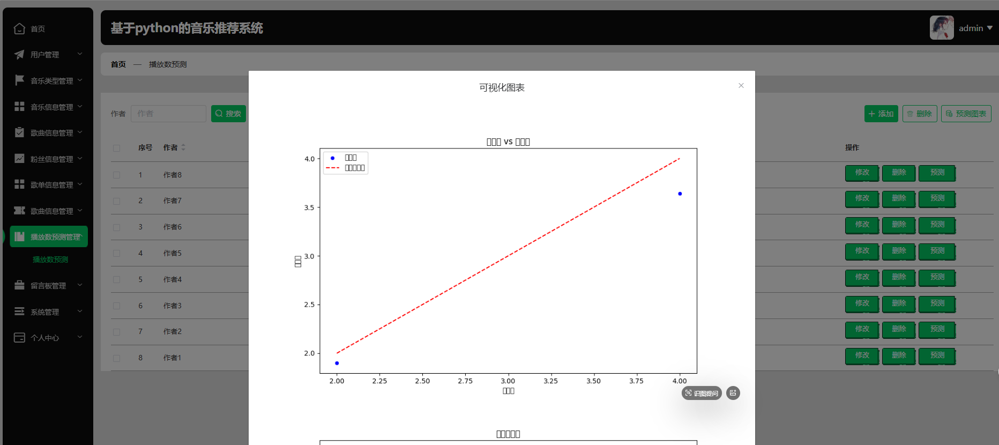 首页
用户管理
音乐类型管理
音乐信息管理
歌曲信息管理
粉丝信息管理
歌单信息管理
歌曲信息管理
播放数预测管理
播放数预测
留言板管理
系统管理
个人中心
基于python的音乐推荐系统
admin
首页 — 播放数预测
作者 作者 搜索
添加 删除 预测图表
序号 作者 操作
1 作者8 修改 删除 预测
2 作者7 修改 删除 预测
3 作者6 修改 删除 预测
4 作者5 修改 删除 预测
5 作者4 修改 删除 预测
6 作者3 修改 删除 预测
7 作者2 修改 删除 预测
8 作者1 修改 删除 预测
可视化图表
vs
4.0
3.5
3.0
2.5
2.0
2.00 2.25 2.50 2.75 3.00 3.25 3.50 3.75 4.00
识图提问